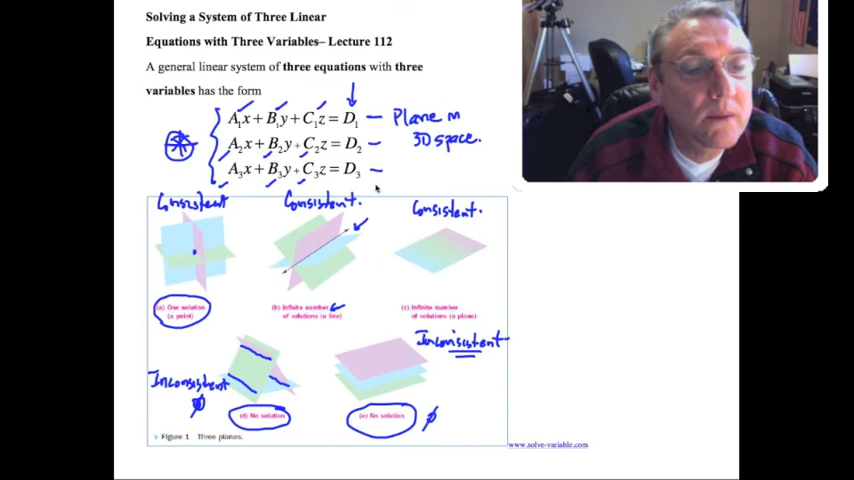 Solving a System of Three Linear
Equations with Three Variables– Lecture 112
A general linear system of three equations with three
variables has the form
A₁x + B₁y + C₁z = D₁ — Plane in
3D space.
A₂x + B₂y + C₂z = D₂ —
A₃x + B₃y + C₃z = D₃ —
Consistent
Consistent.
Consistent.
(a) One solution
(a point)
(b) Infinite number
of solutions (a line)
(c) Infinite number
of solutions (a plane)
Inconsistent
Inconsistent
∅
(d) No solution
(e) No solution
∅
Figure 1 Three planes.
www.solve-variable.com